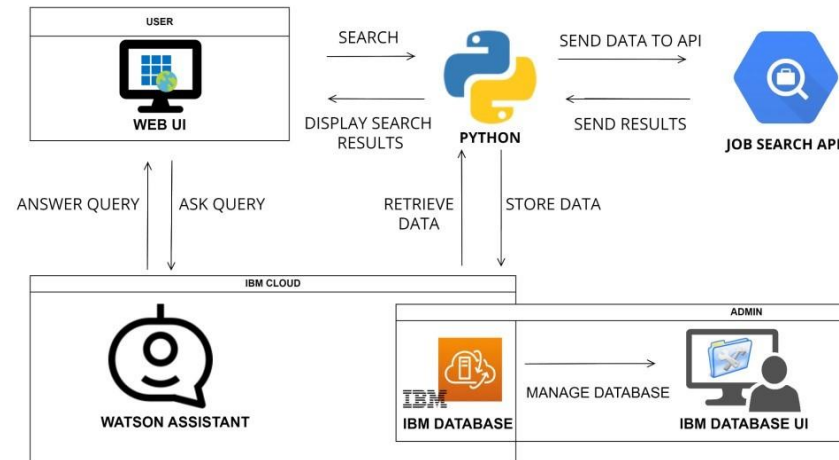 USER
WEB UI
SEARCH
DISPLAY SEARCH
RESULTS
PYTHON
SEND DATA TO API
SEND RESULTS
JOB SEARCH API
ANSWER QUERY
ASK QUERY
RETRIEVE
DATA
STORE DATA
IBM CLOUD
WATSON ASSISTANT
ADMIN
IBM
IBM DATABASE
MANAGE DATABASE
IBM DATABASE UI